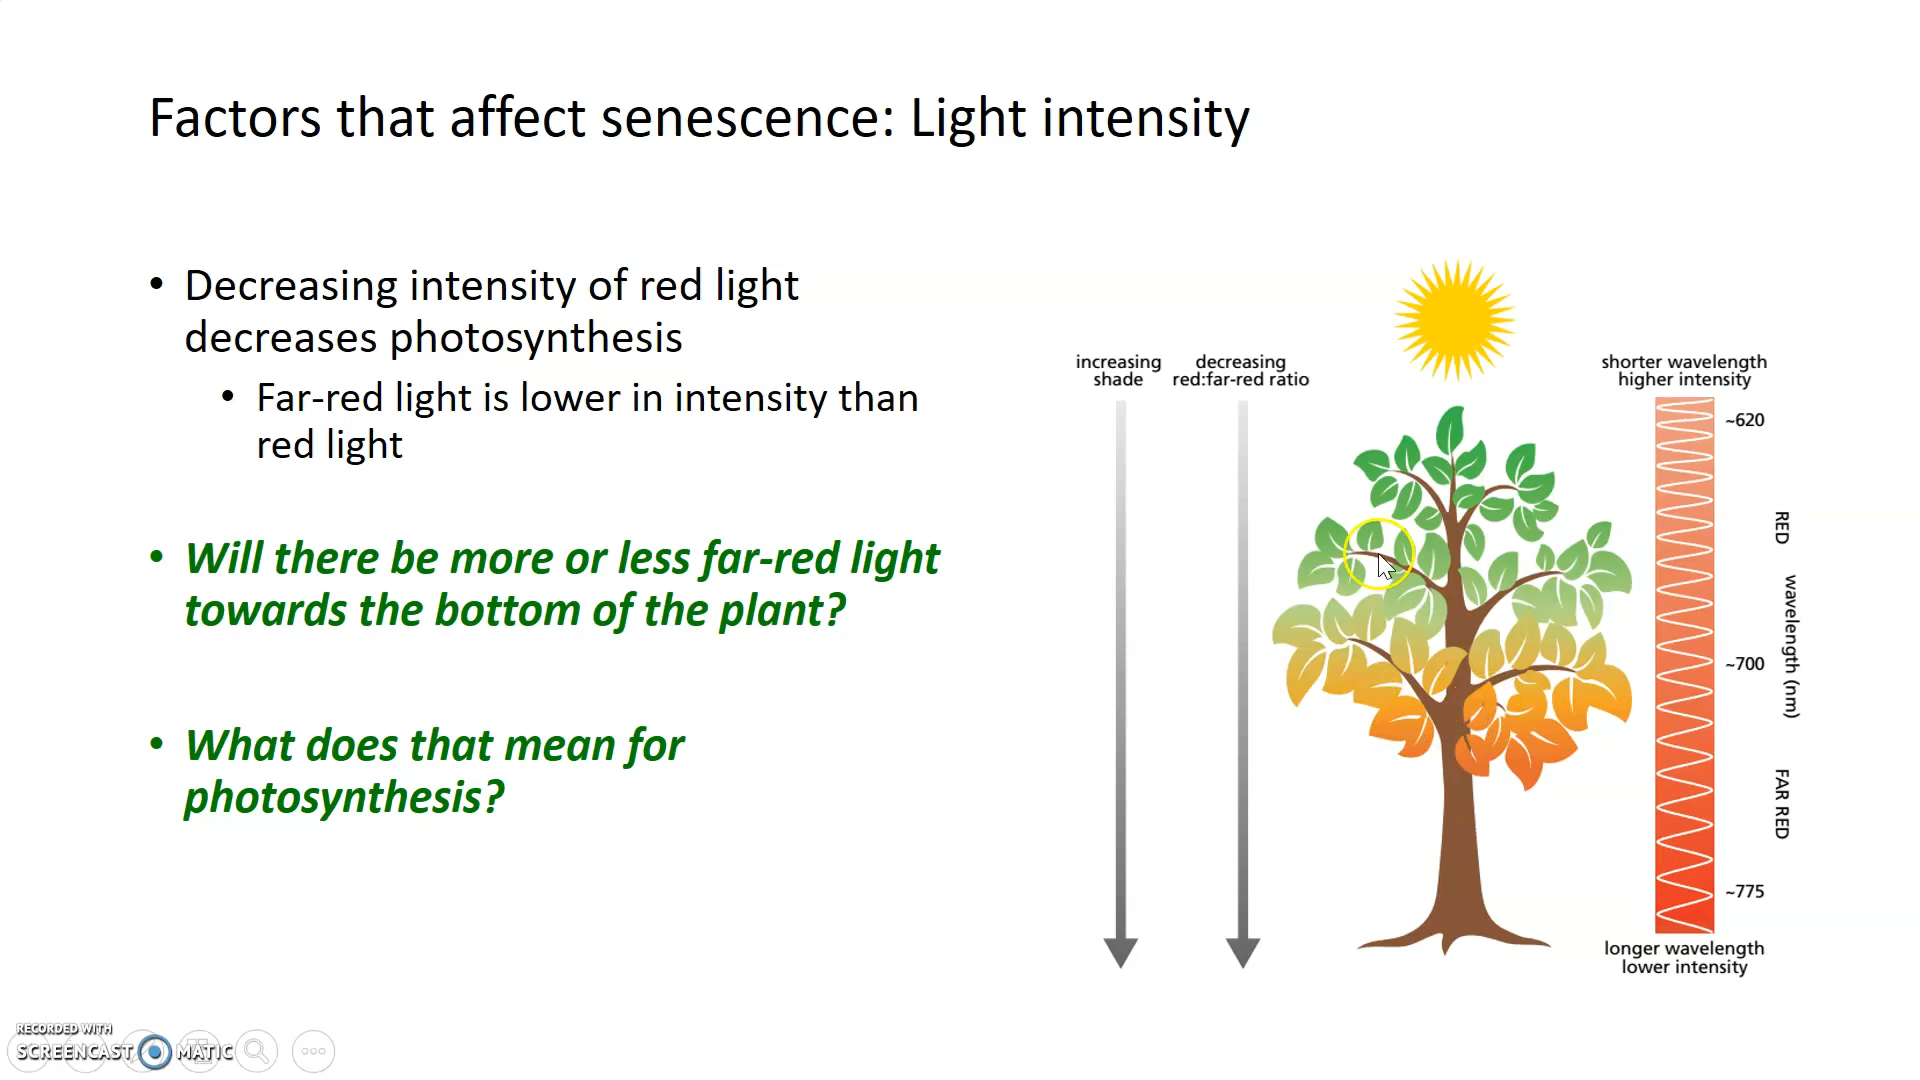 Factors that affect senescence: Light intensity
• Decreasing intensity of red light
decreases photosynthesis
• Far-red light is lower in intensity than
red light
• Will there be more or less far-red light
towards the bottom of the plant?
• What does that mean for
photosynthesis?
increasing
shade
decreasing
red:far-red ratio
shorter wavelength
higher intensity
~620
RED
~700
wavelength (nm)
FAR RED
~775
longer wavelength
lower intensity
RECORDED WITH
SCREENCAST MATIC